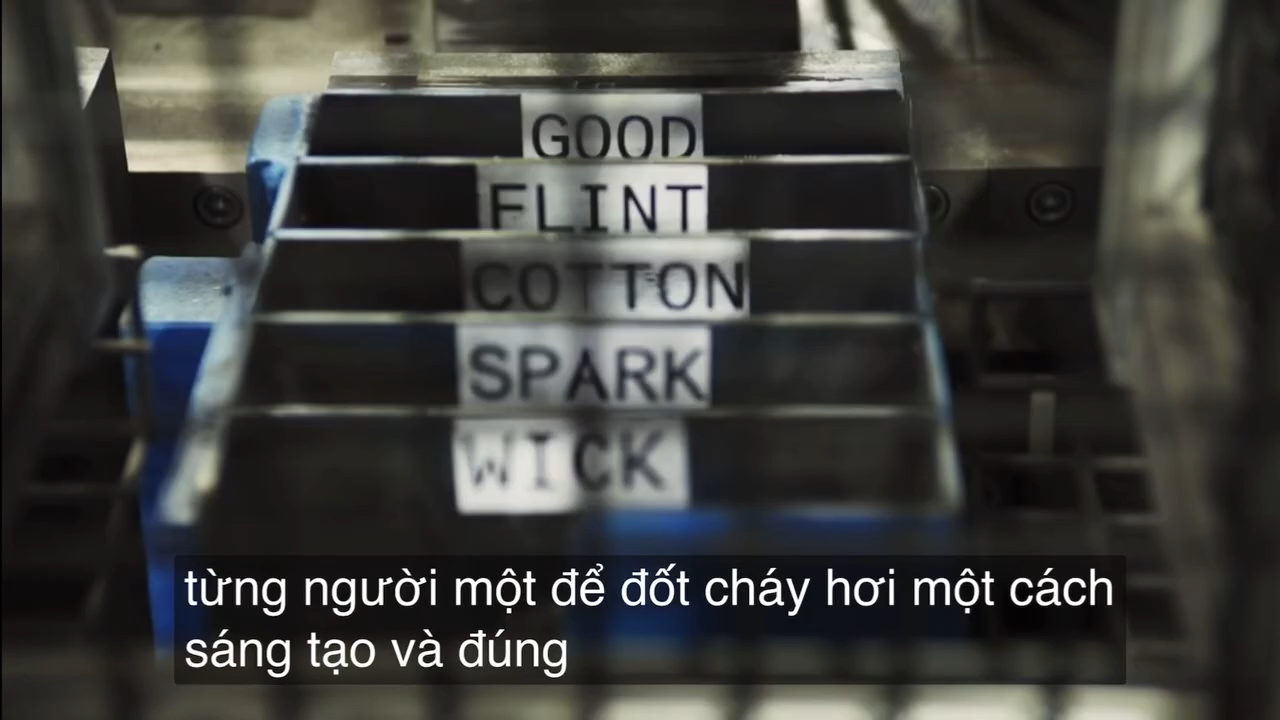 GOOD
FLINT
COTTON
SPARK
WICK
từng người một để đốt cháy hơi một cách
sáng tạo và đúng